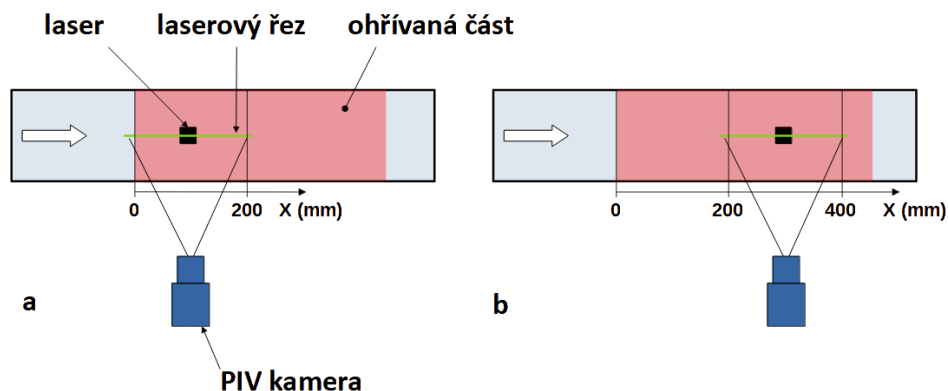 laser laserový řez ohřívaná část
0 200 X (mm)
0 200 400 X (mm)
a
b
PIV kamera